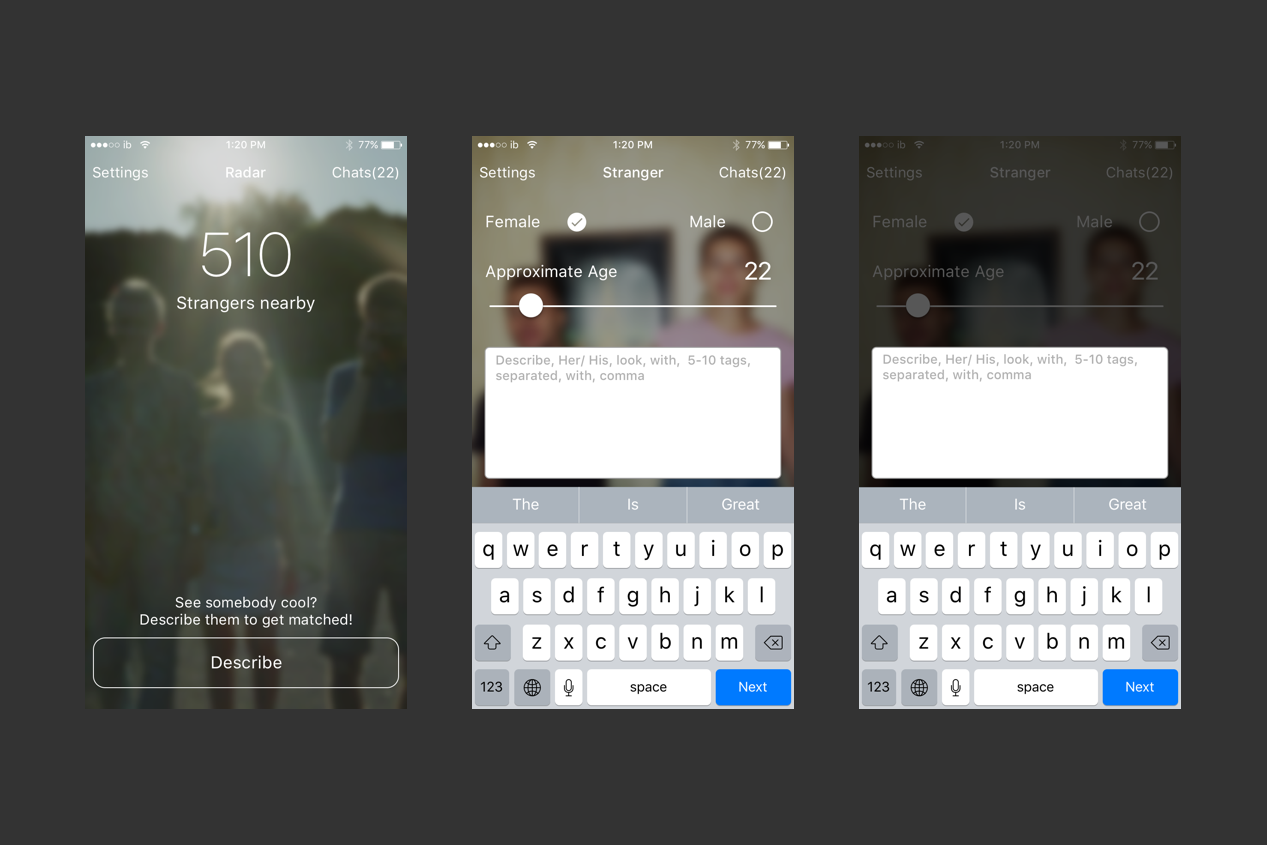 ib 1:20 PM 77%
Settings Radar Chats(22)
510
Strangers nearby
See somebody cool?
Describe them to get matched!
Describe
ib 1:20 PM 77%
Settings Stranger Chats(22)
Female Male
Approximate Age 22
Describe, Her/ His, look, with,  5-10 tags,
separated, with, comma
The Is Great
q w e r t y u i o p
a s d f g h j k l
z x c v b n m
123 space Next
ib 1:20 PM 77%
Settings Stranger Chats(22)
Female Male
Approximate Age 22
Describe, Her/ His, look, with,  5-10 tags,
separated, with, comma
The Is Great
q w e r t y u i o p
a s d f g h j k l
z x c v b n m
123 space Next